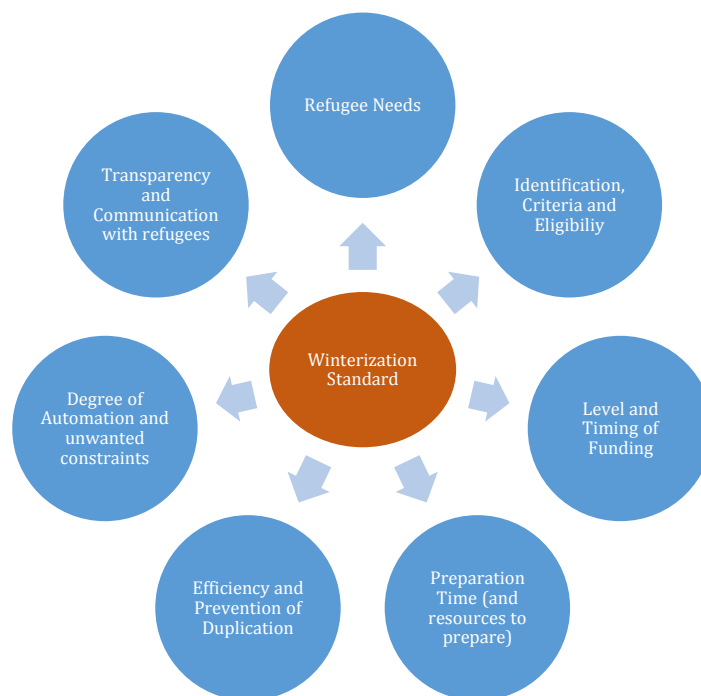 Refugee Needs
Identification,
Criteria and
Eligibiliy
Level and
Timing of
Funding
Preparation
Time (and
resources to
prepare)
Efficiency and
Prevention of
Duplication
Degree of
Automation and
unwanted
constraints
Transparency
and
Communication
with refugees
Winterization
Standard